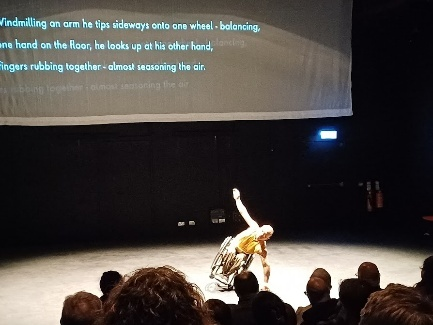 Windmilling an arm he tips sideways onto one wheel - balancing,
one hand on the floor, he looks up at his other hand,
fingers rubbing together - almost seasoning the air.